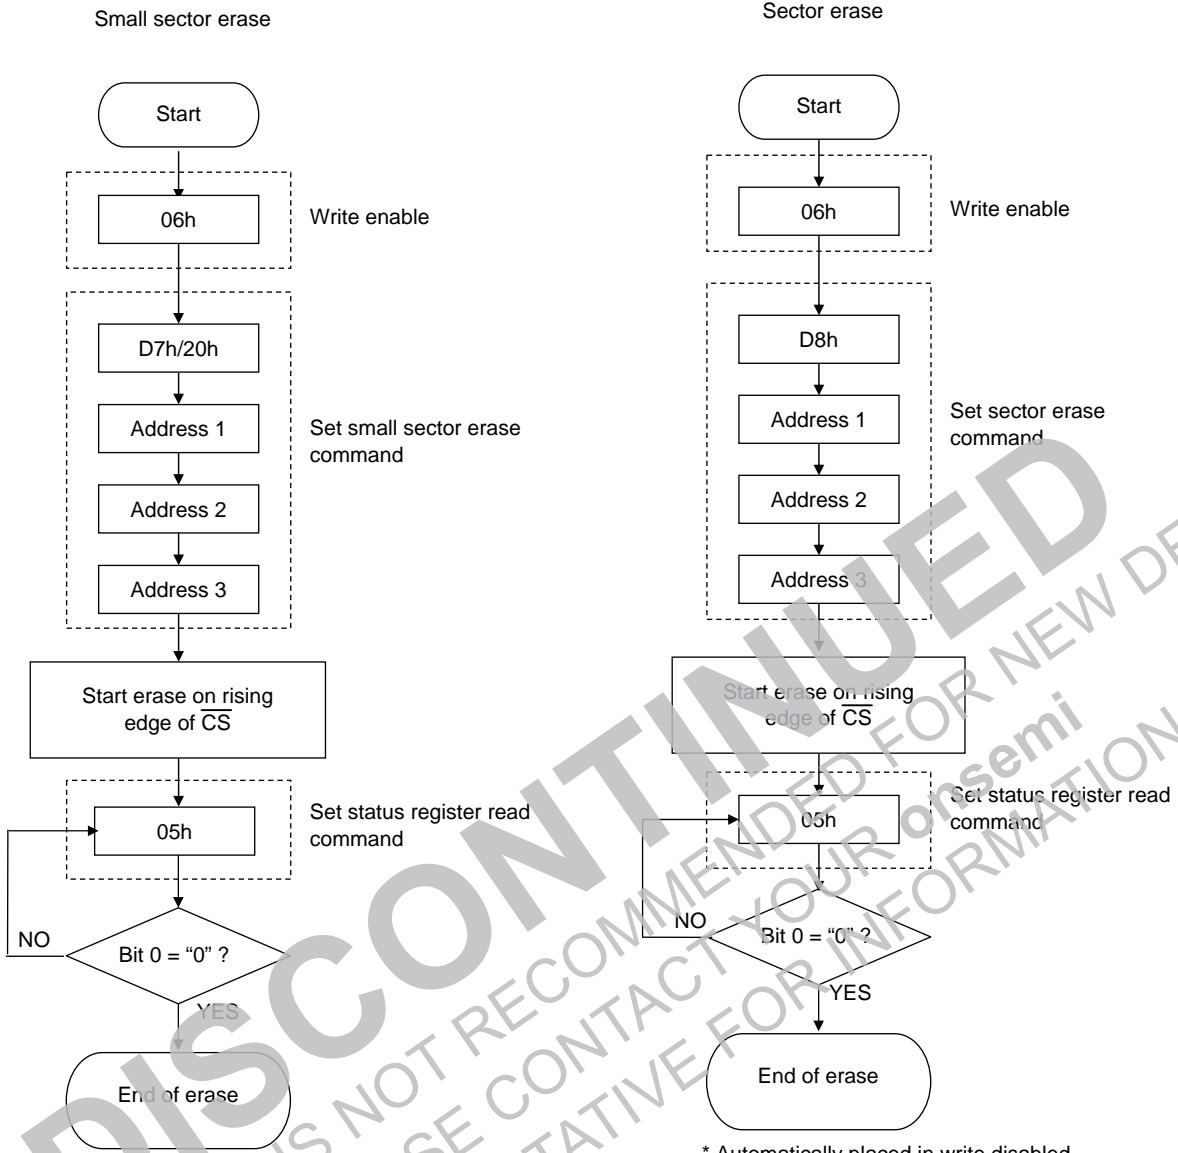 Small sector erase
Start
06h
Write enable
D7h/20h
Address 1
Address 2
Address 3
Set small sector erase
command
Start erase on rising
edge of CS
05h
Set status register read
command
NO
Bit 0 = “0” ?
YES
End of erase
Sector erase
Start
06h
Write enable
D8h
Address 1
Address 2
Address 3
Set sector erase
command
Start erase on rising
edge of CS
05h
Set status register read
command
NO
Bit 0 = “0” ?
YES
End of erase
* Automatically placed in write disabled
DISCONTINUED
IS NOT RECOMMENDED FOR NEW
CONTACT YOUR onsemi
FOR INFORMATION